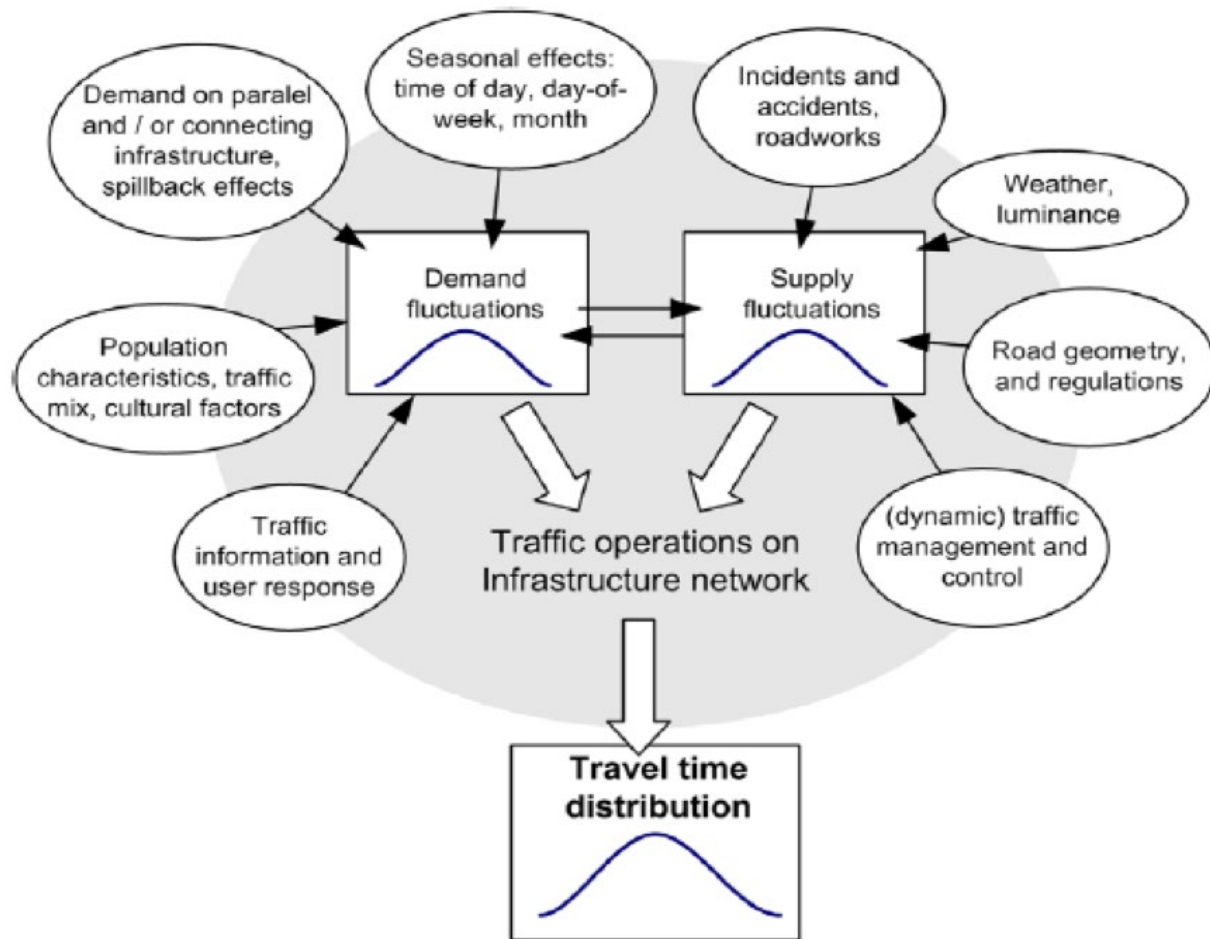 Demand on paralel
and / or connecting
infrastructure,
spillback effects
Seasonal effects:
time of day, day-of-
week, month
Incidents and
accidents,
roadworks
Weather,
luminance
Demand
fluctuations
Supply
fluctuations
Population
characteristics, traffic
mix, cultural factors
Road geometry,
and regulations
Traffic
information and
user response
Traffic operations on
Infrastructure network
(dynamic) traffic
management and
control
Travel time
distribution